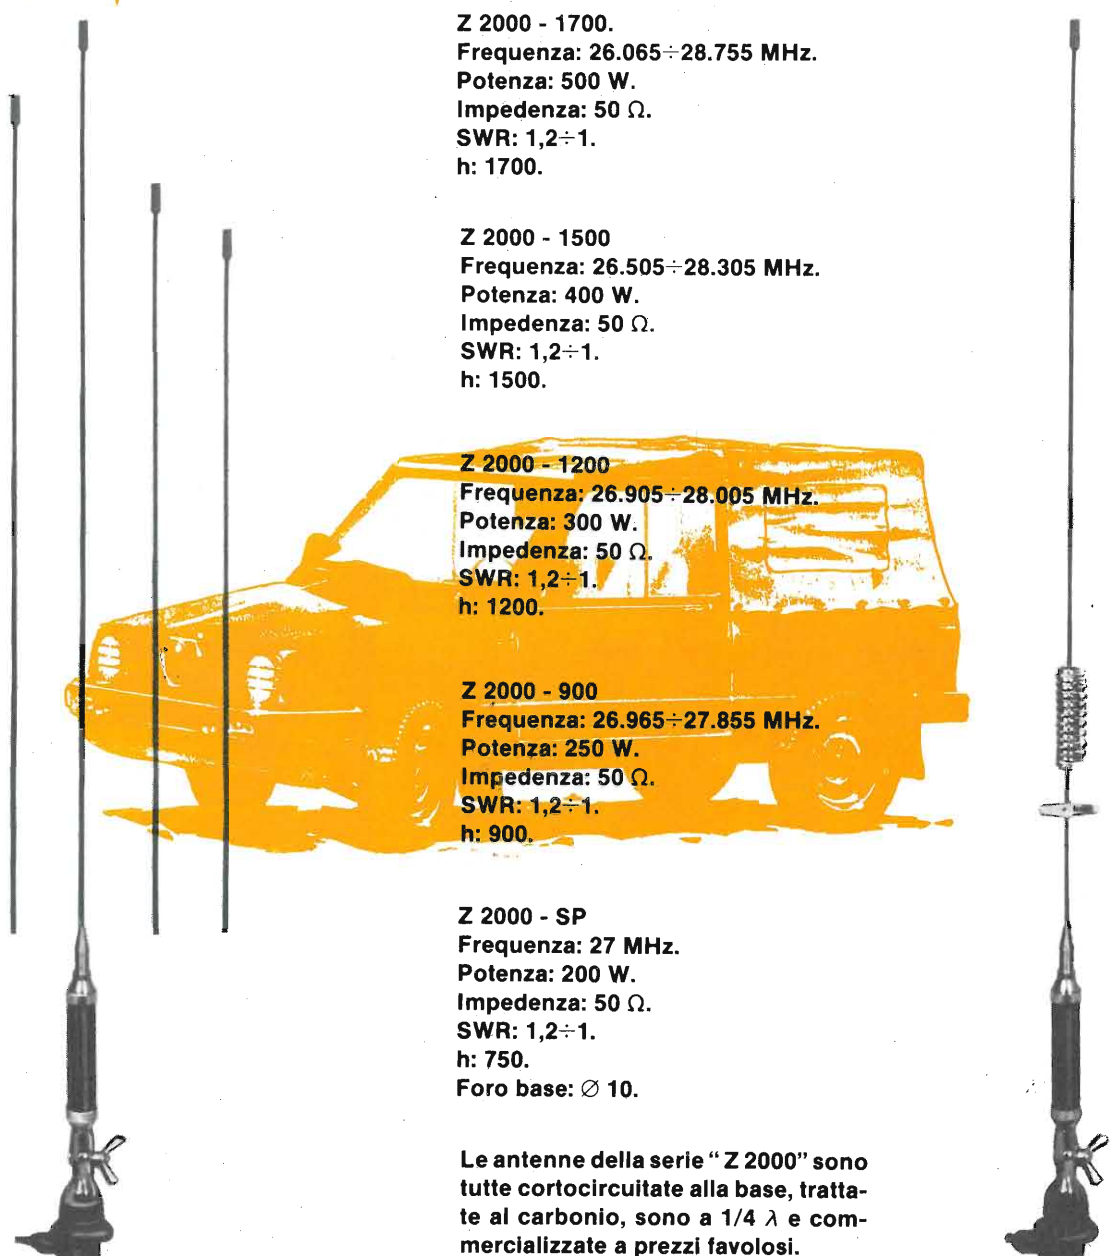 Z 2000 - 1700.
Frequenza: 26.065÷28.755 MHz.
Potenza: 500 W.
Impedenza: 50 Ω.
SWR: 1,2÷1.
h: 1700.
Z 2000 - 1500
Frequenza: 26.505÷28.305 MHz.
Potenza: 400 W.
Impedenza: 50 Ω.
SWR: 1,2÷1.
h: 1500.
Z 2000 - 1200
Frequenza: 26.905÷28.005 MHz.
Potenza: 300 W.
Impedenza: 50 Ω.
SWR: 1,2÷1.
h: 1200.
Z 2000 - 900
Frequenza: 26.965÷27.855 MHz.
Potenza: 250 W.
Impedenza: 50 Ω.
SWR: 1,2÷1.
h: 900.
Z 2000 - SP
Frequenza: 27 MHz.
Potenza: 200 W.
Impedenza: 50 Ω.
SWR: 1,2÷1.
h: 750.
Foro base: ∅ 10.
Le antenne della serie “ Z 2000” sono
tutte cortocircuitate alla base, tratta-
te al carbonio, sono a 1/4 λ e com-
mercializzate a prezzi favolosi.